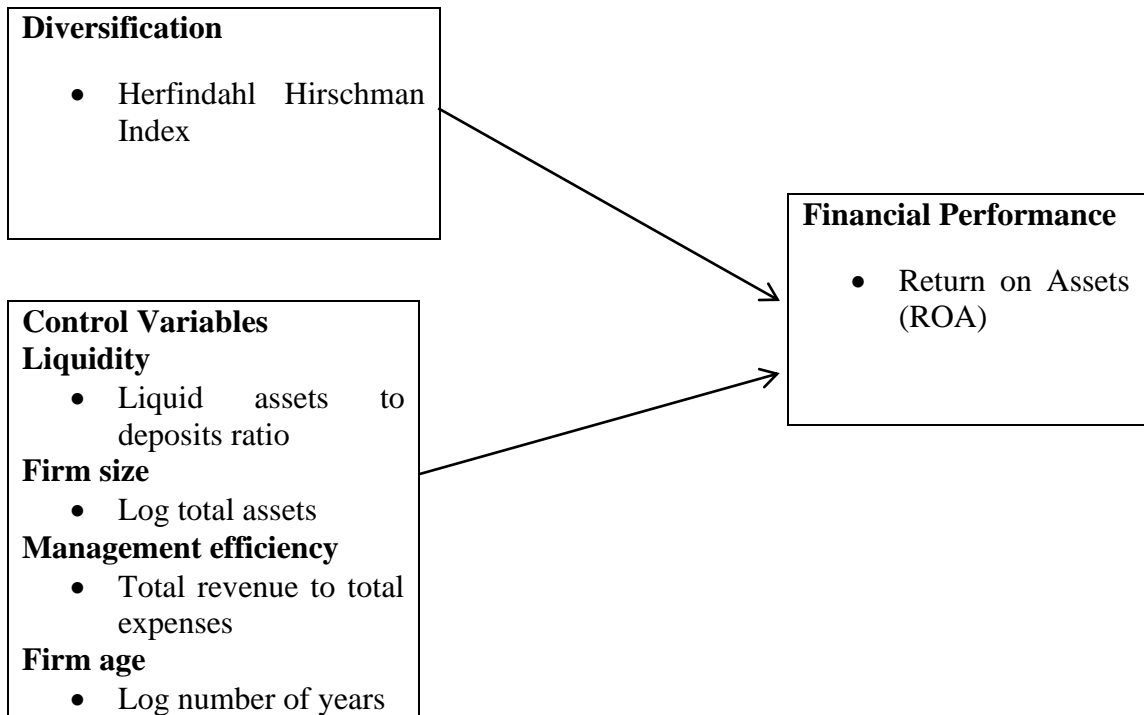 Diversification
• Herfindahl Hirschman
Index
Financial Performance
• Return on Assets
(ROA)
Control Variables
Liquidity
• Liquid assets to
deposits ratio
Firm size
• Log total assets
Management efficiency
• Total revenue to total
expenses
Firm age
• Log number of years